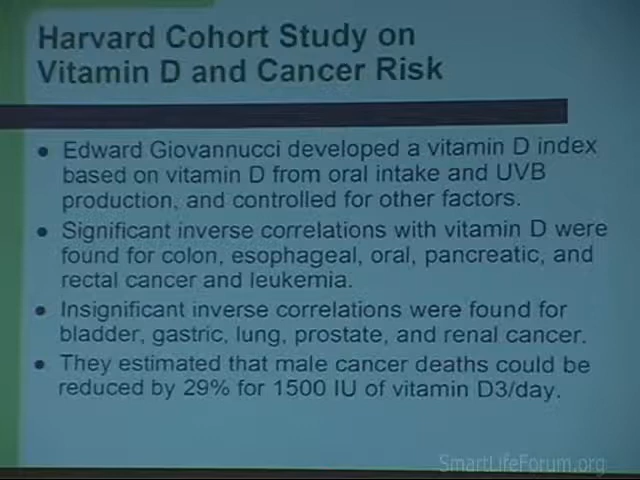 Harvard Cohort Study on
Vitamin D and Cancer Risk
• Edward Giovannucci developed a vitamin D index
based on vitamin D from oral intake and UVB
production, and controlled for other factors.
• Significant inverse correlations with vitamin D were
found for colon, esophageal, oral, pancreatic, and
rectal cancer and leukemia.
• Insignificant inverse correlations were found for
bladder, gastric, lung, prostate, and renal cancer.
• They estimated that male cancer deaths could be
reduced by 29% for 1500 IU of vitamin D3/day.
SmartLifeForum.org